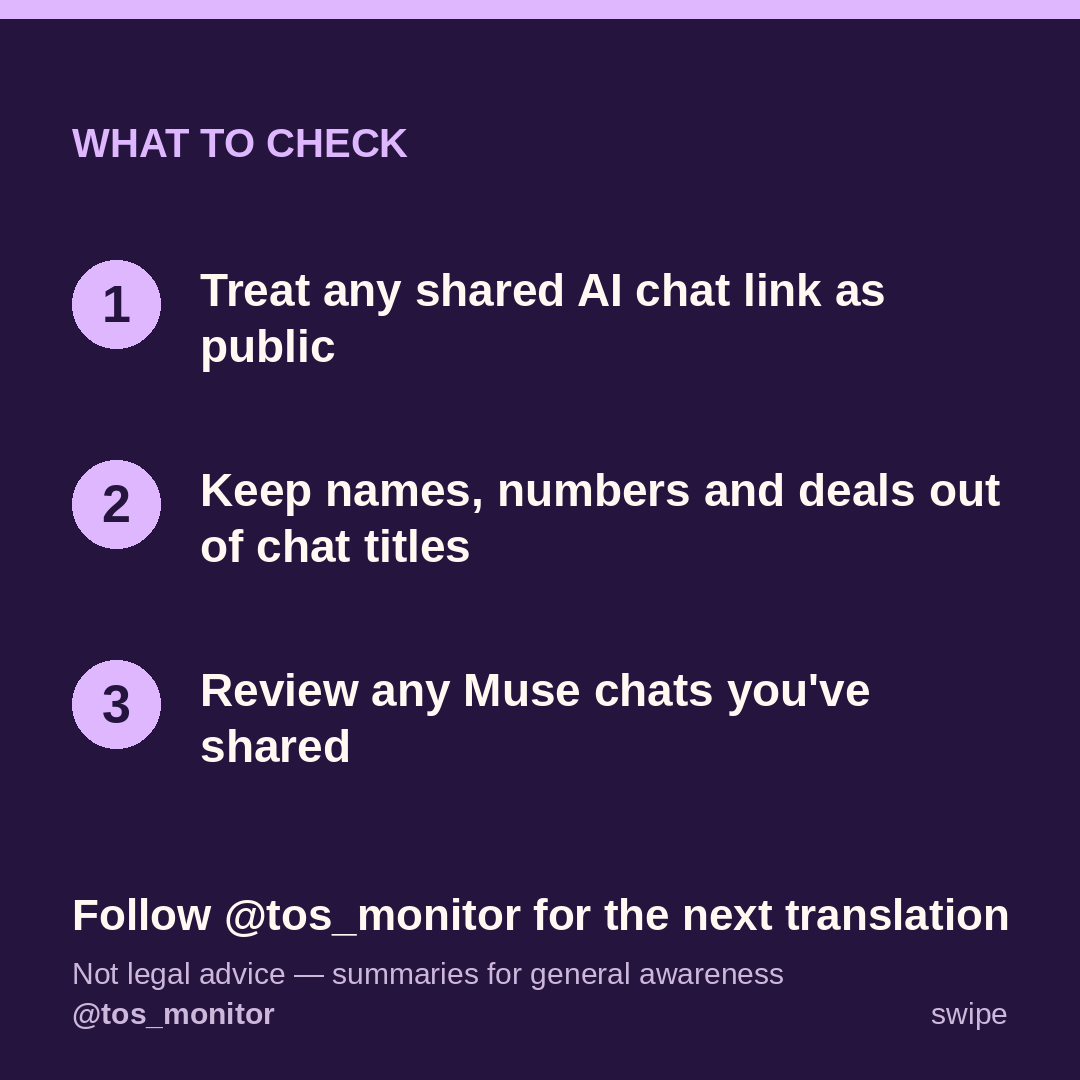 WHAT TO CHECK
1
Treat any shared AI chat link as
public
2
Keep names, numbers and deals out
of chat titles
3
Review any Muse chats you've
shared
Follow @tos_monitor for the next translation
Not legal advice — summaries for general awareness
@tos_monitor
swipe